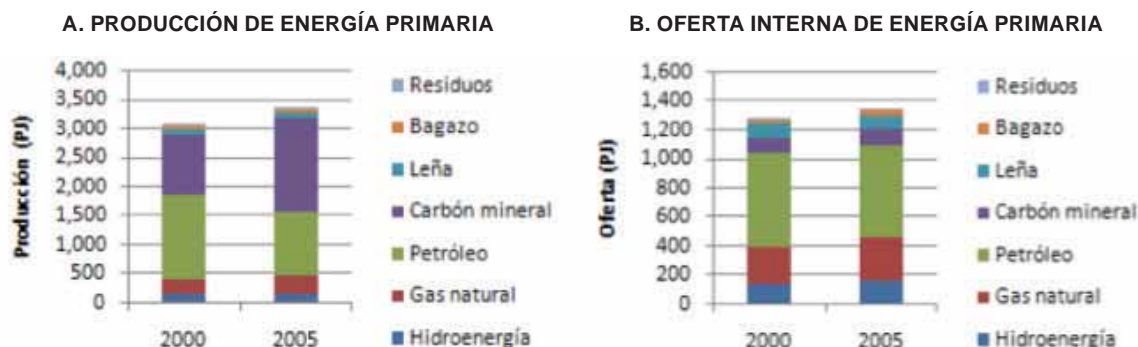 A. PRODUCCIÓN DE ENERGÍA PRIMARIA
Producción (PJ)
4,000
3,500
3,000
2,500
2,000
1,500
1,000
500
0
2000 2005
Residuos
Bagazo
Leña
Carbón mineral
Petróleo
Gas natural
Hidroenergía
B. OFERTA INTERNA DE ENERGÍA PRIMARIA
Oferta (PJ)
1,600
1,400
1,200
1,000
800
600
400
200
0
2000 2005
Residuos
Bagazo
Leña
Carbón mineral
Petróleo
Gas natural
Hidroenergía